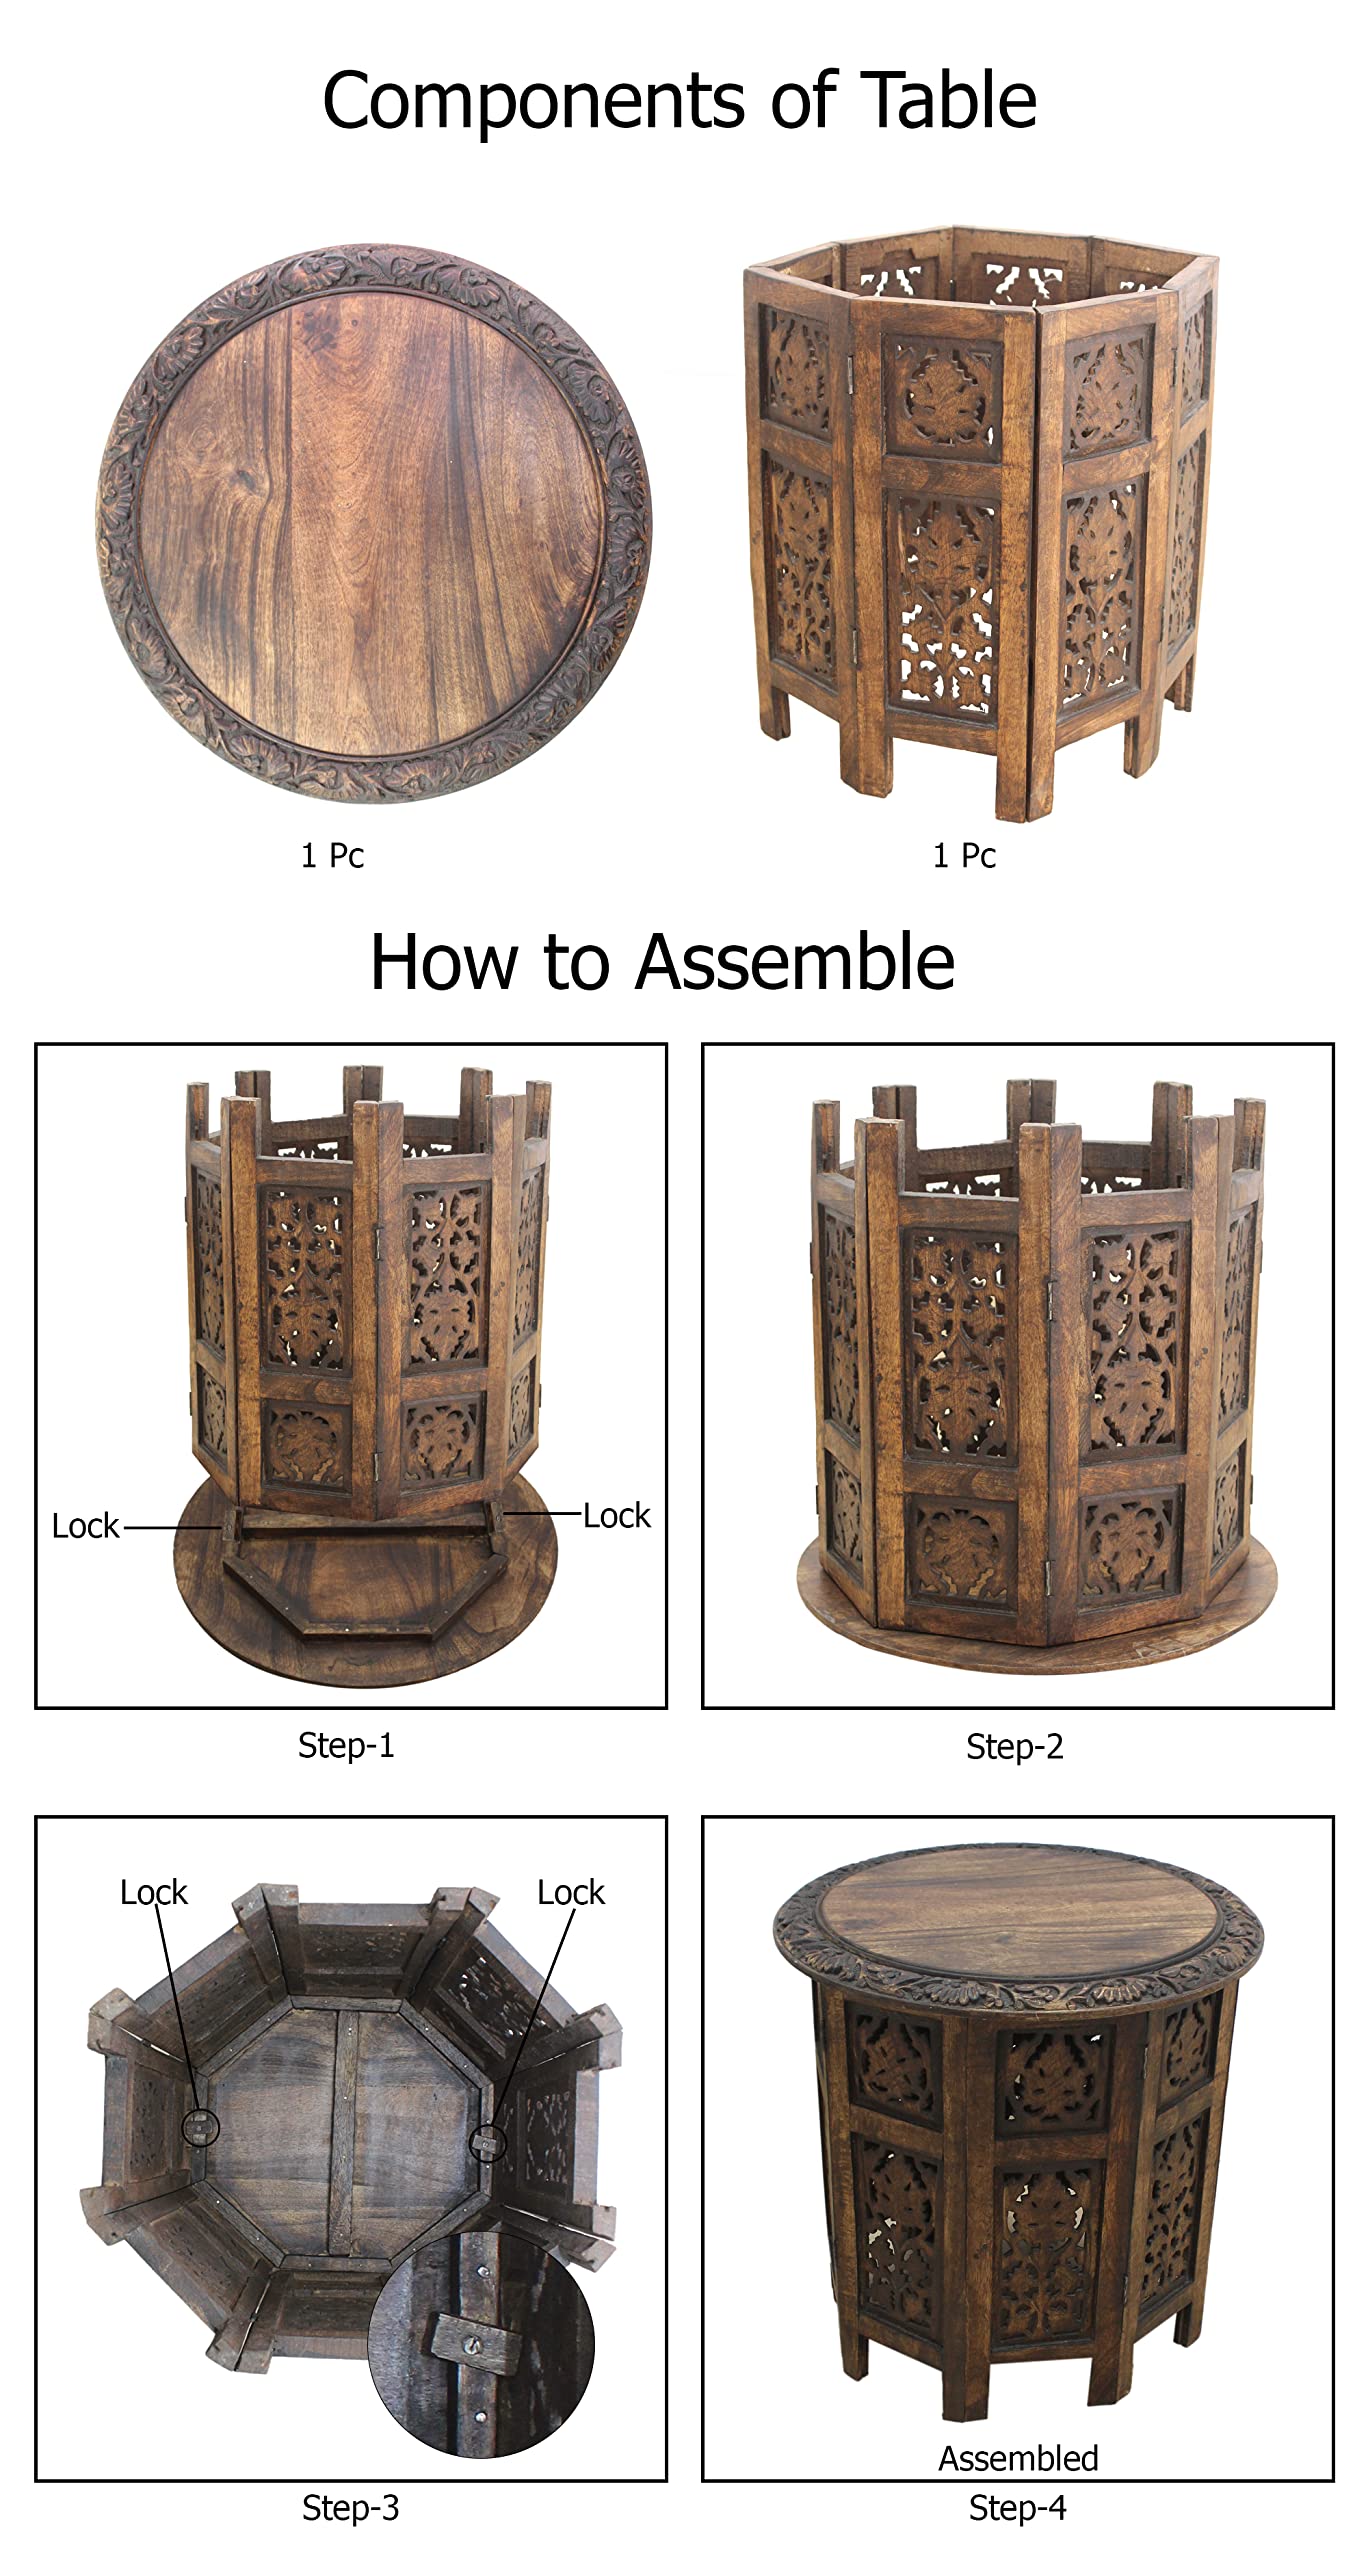 Components of Table
1 Pc
1 Pc
How to Assemble
Lock
Lock
Step-1
Step-2
Lock
Lock
Assembled
Step-3
Step-4